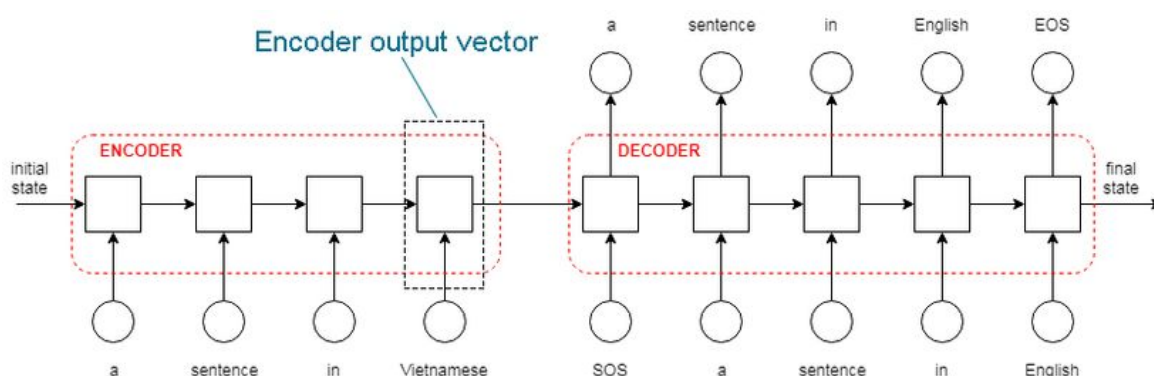 a sentence in English EOS
Encoder output vector
ENCODER
DECODER
initial
state
final
state
a sentence in Vietnamese
SOS a sentence in English